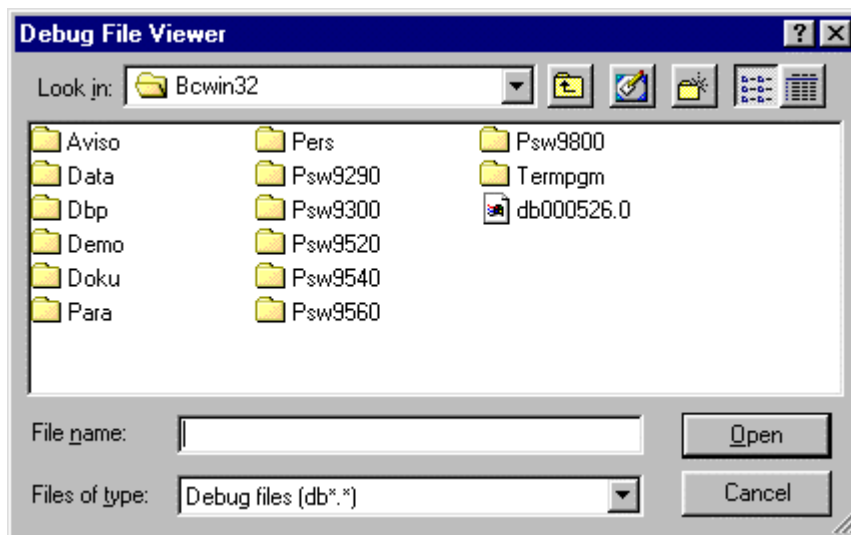 Debug File Viewer
Look in: Bcwin32
Aviso Pers Psw9800
Data Psw9290 Termpgm
Dbp Psw9300 db000526.0
Demo Psw9520
Doku Psw9540
Para Psw9560
File name: Open
Files of type: Debug files (db*.*) Cancel